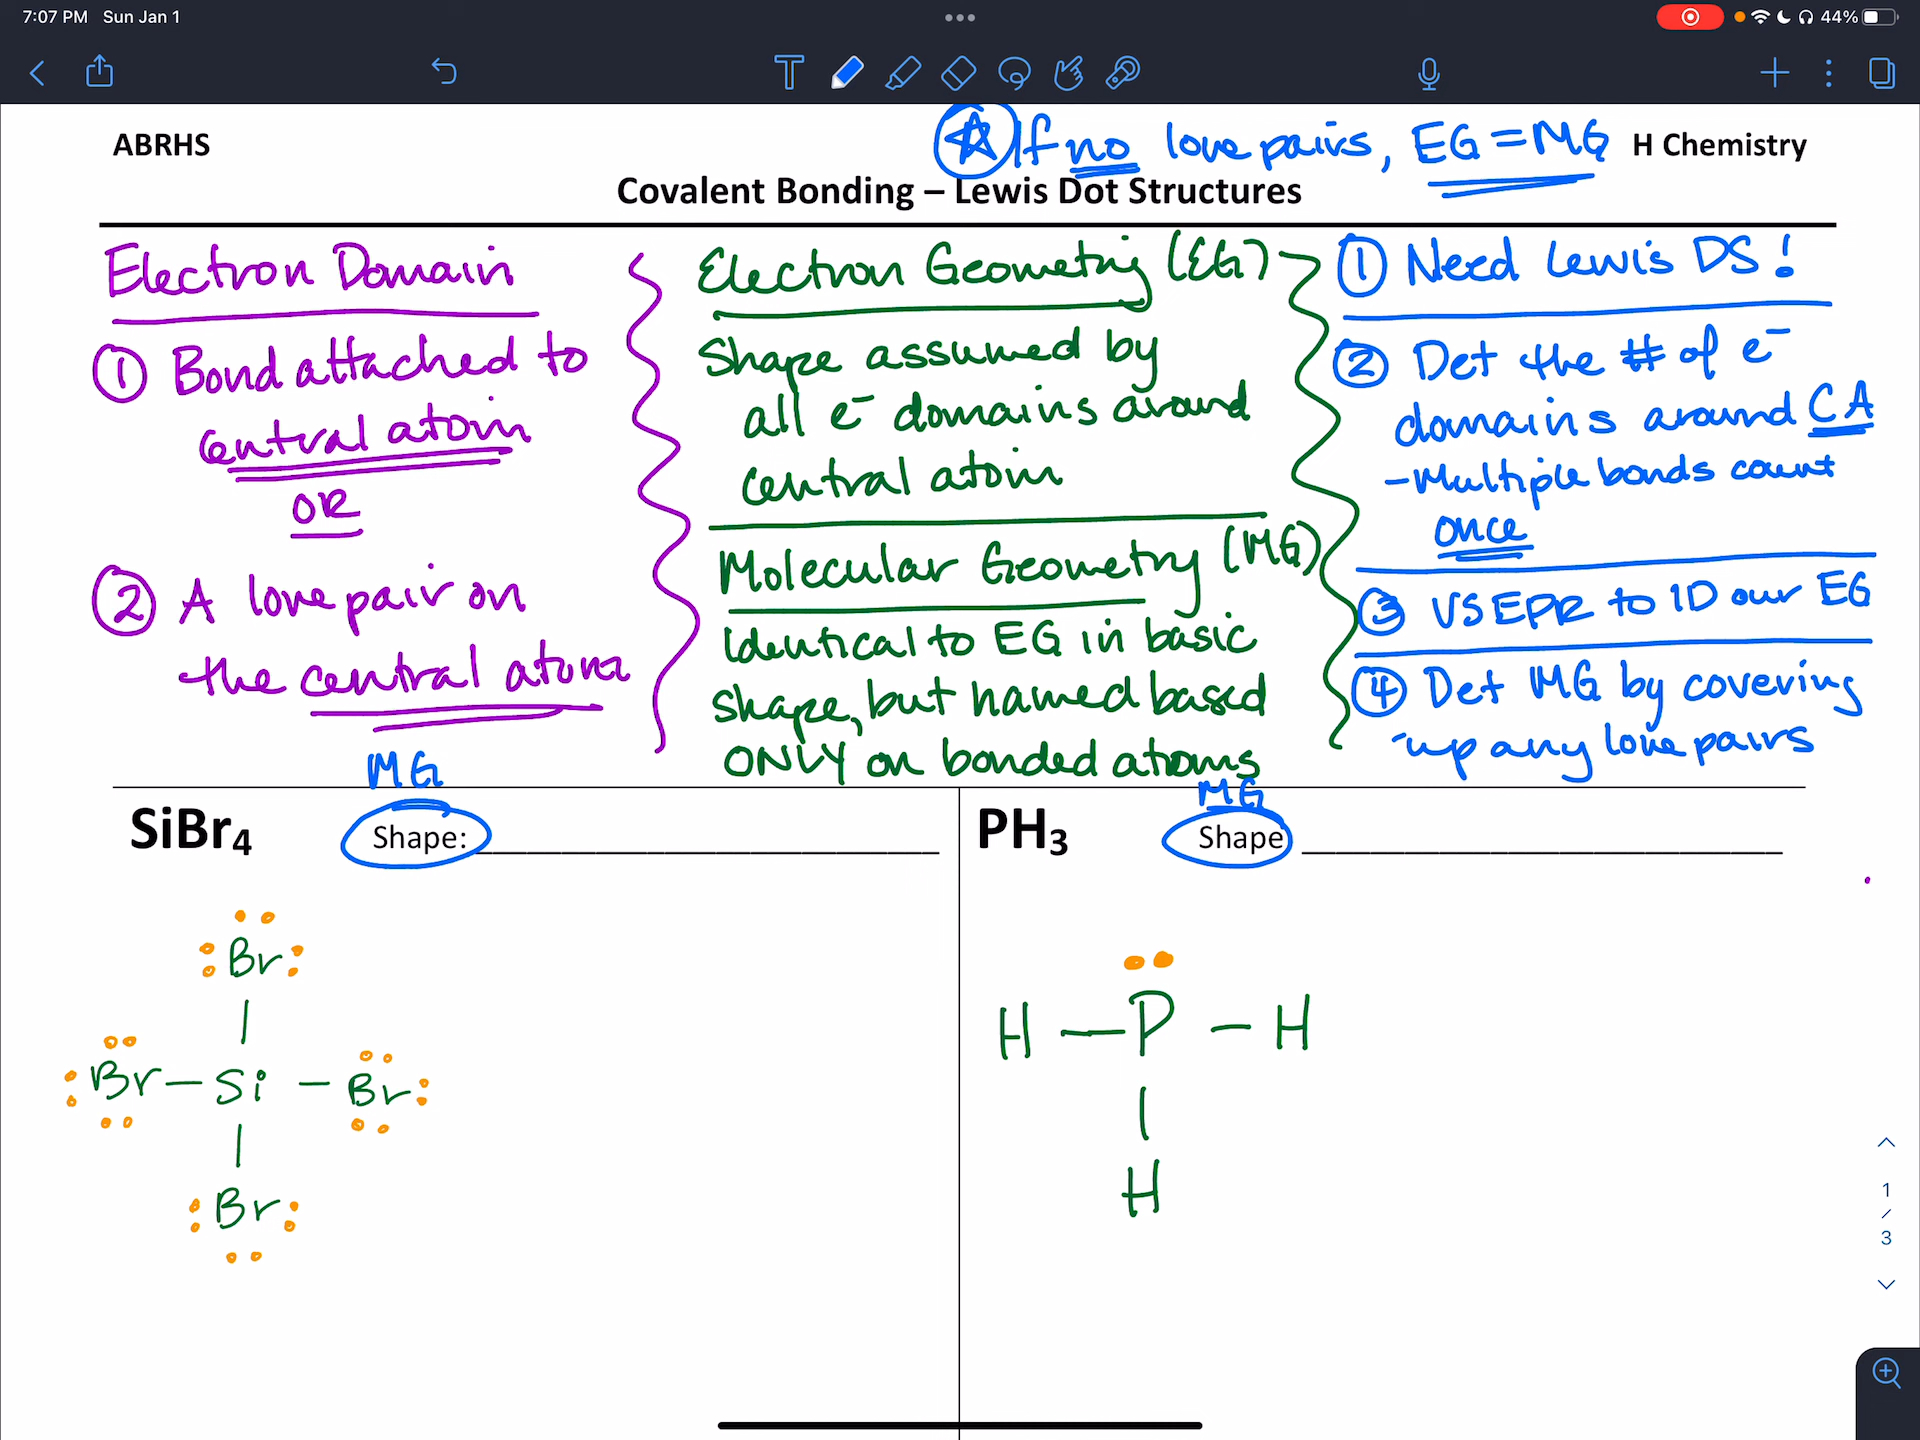 7:07 PM Sun Jan 1
44%
ABRHS
If no lone pairs, EG = MG
H Chemistry
Covalent Bonding – Lewis Dot Structures
Electron Domain
① Bond attached to
central atom
OR
② A lone pair on
the central atom
Electron Geometry (EG)
Shape assumed by
all e⁻ domains around
central atom
Molecular Geometry (MG)
Identical to EG in basic
shape, but named based
ONLY on bonded atoms
① Need Lewis DS!
② Det the # of e⁻
domains around CA
- Multiple bonds count
once
③ VSEPR to ID our EG
④ Det MG by covering
up any lone pairs
MG
SiBr₄ Shape:
Br
Br – Si – Br
Br
MG
PH₃ Shape
H – P – H
H
1
/
3